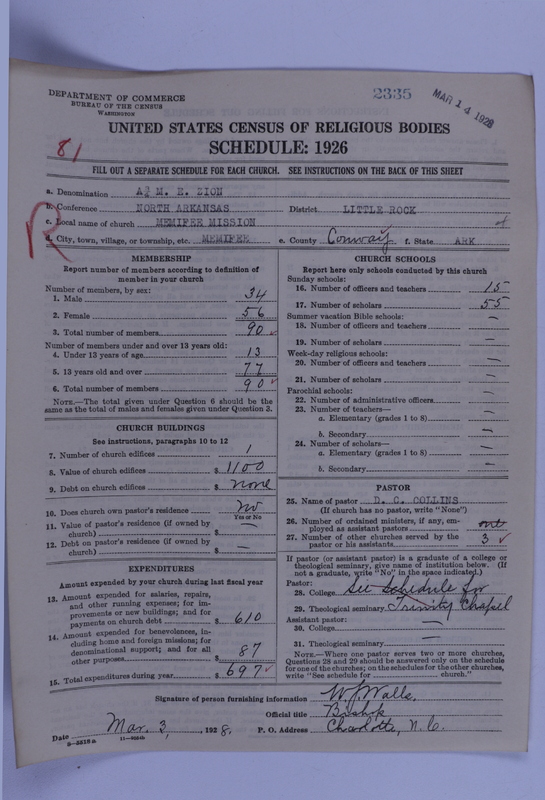 DEPARTMENT OF COMMERCE
BUREAU OF THE CENSUS
WASHINGTON
2335
MAR 14 1928
UNITED STATES CENSUS OF RELIGIOUS BODIES
SCHEDULE: 1926
81
FILL OUT A SEPARATE SCHEDULE FOR EACH CHURCH. SEE INSTRUCTIONS ON THE BACK OF THIS SHEET
R
a. Denomination A. M. E. ZION
b. Conference NORTH ARKANSAS District LITTLE ROCK
c. Local name of church MEMIFEE MISSION
d. City, town, village, or township, etc. MEMIFEE e. County Conway f. State ARK
MEMBERSHIP
Report number of members according to definition of
member in your church
Number of members, by sex:
1. Male 34
2. Female 56
3. Total number of members 90 ✓
Number of members under and over 13 years old:
4. Under 13 years of age 13
5. 13 years old and over 77
6. Total number of members 90 ✓
NOTE.—The total given under Question 6 should be the
same as the total of males and females given under Question 3.
CHURCH BUILDINGS
See instructions, paragraphs 10 to 12
7. Number of church edifices 1
8. Value of church edifices $ 1100
9. Debt on church edifices $ none
10. Does church own pastor's residence no
Yes or No
11. Value of pastor's residence (if owned by
church) $ —
12. Debt on pastor's residence (if owned by
church) $ —
EXPENDITURES
Amount expended by your church during last fiscal year
13. Amount expended for salaries, repairs,
and other running expenses; for im-
provements or new buildings; and for
payments on church debt $ 610
14. Amount expended for benevolences, in-
cluding home and foreign missions; for
denominational support; and for all
other purposes $ 87
15. Total expenditures during year $ 697 ✓
CHURCH SCHOOLS
Report here only schools conducted by this church
Sunday schools:
16. Number of officers and teachers 15
17. Number of scholars 55
Summer vacation Bible schools:
18. Number of officers and teachers —
19. Number of scholars —
Week-day religious schools:
20. Number of officers and teachers —
21. Number of scholars —
Parochial schools:
22. Number of administrative officers —
23. Number of teachers—
a. Elementary (grades 1 to 8) —
b. Secondary —
24. Number of scholars—
a. Elementary (grades 1 to 8) —
b. Secondary —
PASTOR
25. Name of pastor D. C. COLLINS
(If church has no pastor, write "None")
26. Number of ordained ministers, if any, em-
ployed as assistant pastors
27. Number of other churches served by the
pastor or his assistants 3 ✓
If pastor (or assistant pastor) is a graduate of a college or
theological seminary, give name of institution below. (If
not a graduate, write "No" in the space indicated.)
Pastor:
28. College See schedule for
29. Theological seminary Trinity Chapel
Assistant pastor:
30. College —
31. Theological seminary —
NOTE.—Where one pastor serves two or more churches,
Questions 28 and 29 should be answered only on the schedule
for one of the churches; on the schedules for the other churches,
write "See schedule for church."
Signature of person furnishing information W. J. Walls,
Official title Bishop
Date Mar. 3, 1928. P. O. Address Charlotte, N. C.